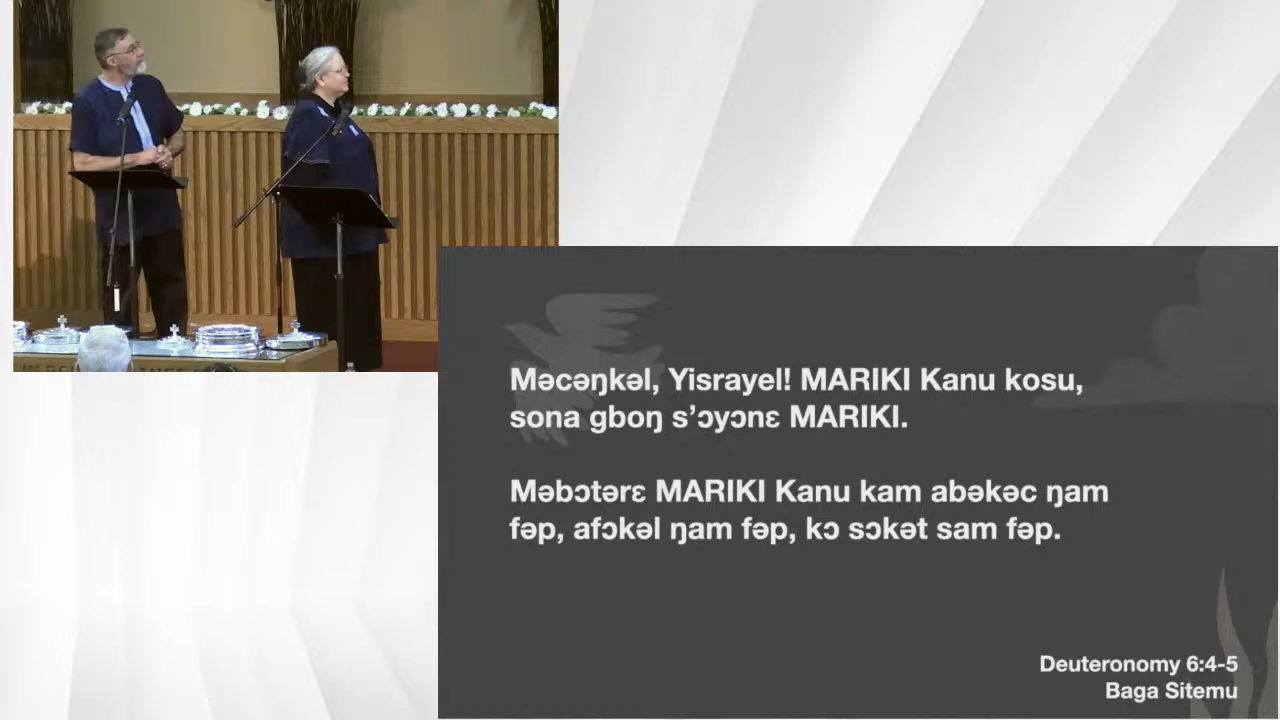 Məcəŋkəl, Yisrayel! MARIKI Kanu kosu,
sona gboŋ s’ɔyɔnɛ MARIKI.
Məbɔtərɛ MARIKI Kanu kam abəkəc ŋam
fəp, afɔkəl ŋam fəp, kɔ sɔkət sam fəp.
Deuteronomy 6:4-5
Baga Sitemu